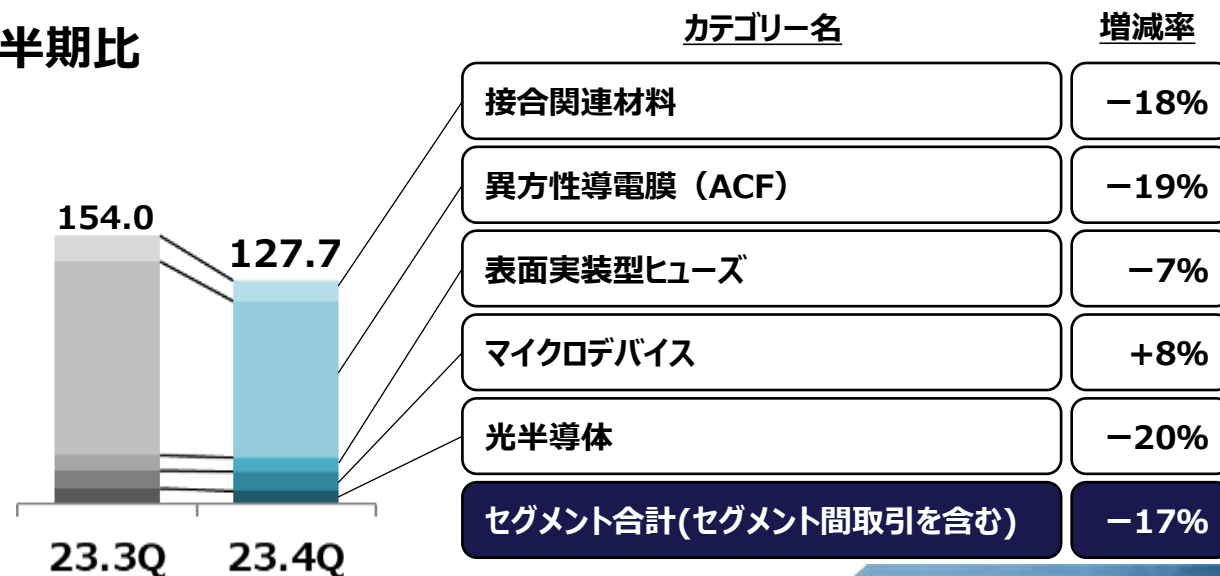 半期比
カテゴリー名 増減率
接合関連材料 －18%
異方性導電膜（ACF） －19%
表面実装型ヒューズ －7%
マイクロデバイス +8%
光半導体 －20%
セグメント合計(セグメント間取引を含む) －17%
154.0
127.7
23.3Q 23.4Q